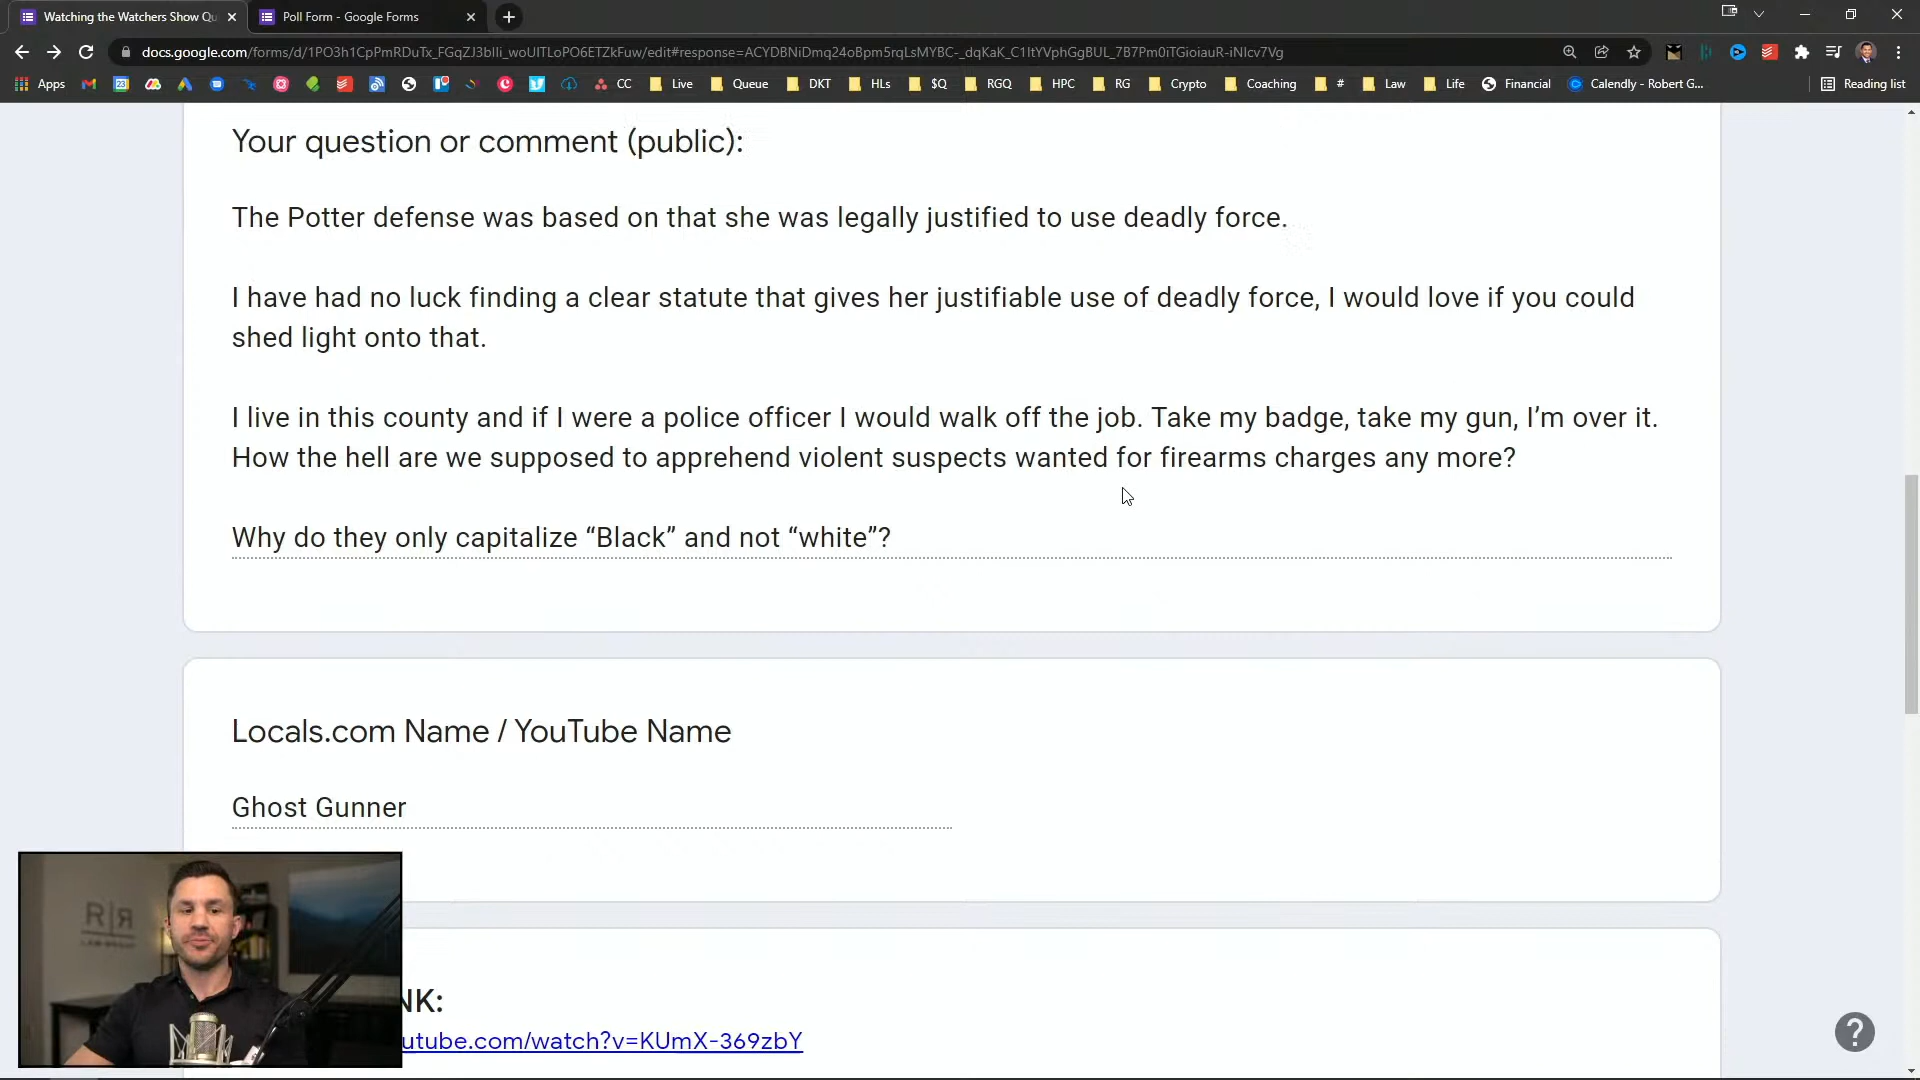 Watching the Watchers Show Qu
Poll Form - Google Forms
docs.google.com/forms/d/1PO3h1CpPmRDuTx_FGqZJ3bIli_woUITLoPO6ETZkFuw/edit#response=ACYDBNiDmq24oBpm5rqLsMYBC-_dqKaK_C1ltYVphGgBUL_7B7Pm0iTGioiauR-iNIcv7Vg
Apps
23
CC
Live
Queue
DKT
HLs
$Q
RGQ
HPC
RG
Crypto
Coaching
#
Law
Life
Financial
Calendly - Robert G...
Reading list
Your question or comment (public):
The Potter defense was based on that she was legally justified to use deadly force.
I have had no luck finding a clear statute that gives her justifiable use of deadly force, I would love if you could
shed light onto that.
I live in this county and if I were a police officer I would walk off the job. Take my badge, take my gun, I’m over it.
How the hell are we supposed to apprehend violent suspects wanted for firearms charges any more?
Why do they only capitalize “Black” and not “white”?
Locals.com Name / YouTube Name
Ghost Gunner
R|R
LAW GROUP
NK:
utube.com/watch?v=KUmX-369zbY
?